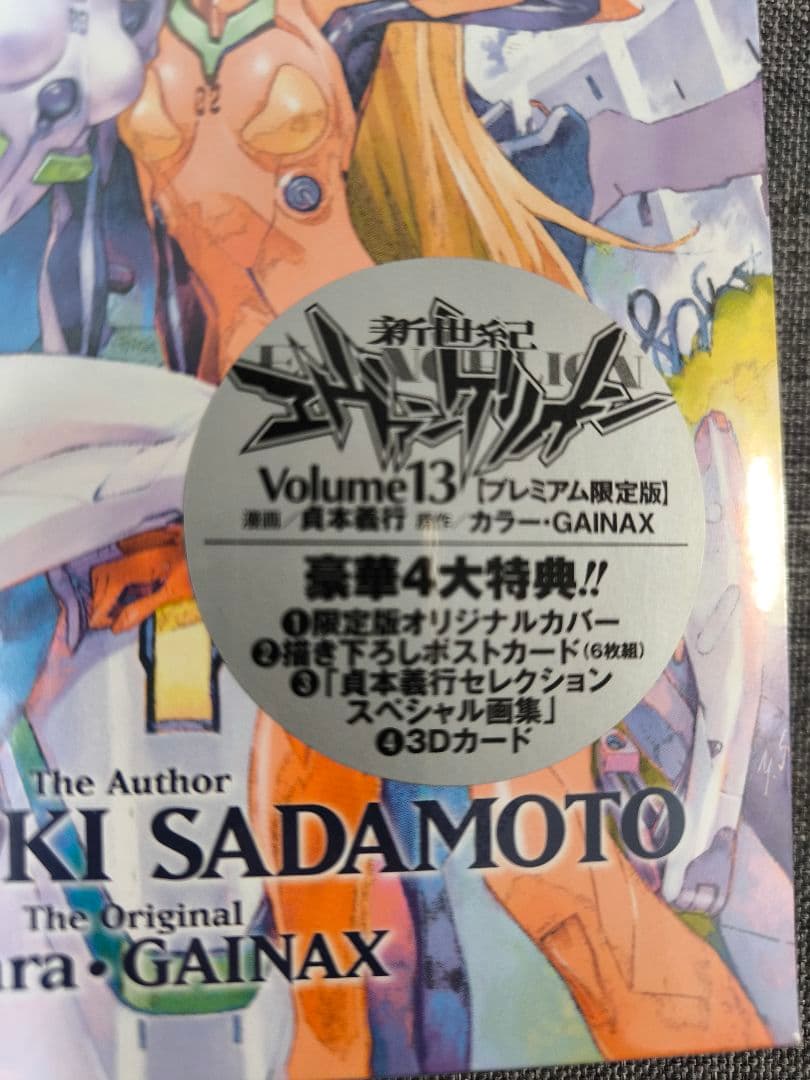 02
新世紀
EVANGELION
エヴァンゲリオン
Volume13【プレミアム限定版】
漫画/貞本義行 原作/カラー・GAINAX
豪華4大特典!!
❶限定版オリジナルカバー
❷描き下ろしポストカード(6枚組)
❸「貞本義行セレクション
スペシャル画集」
❹3Dカード
The Author
KI SADAMOTO
The Original
ara・GAINAX